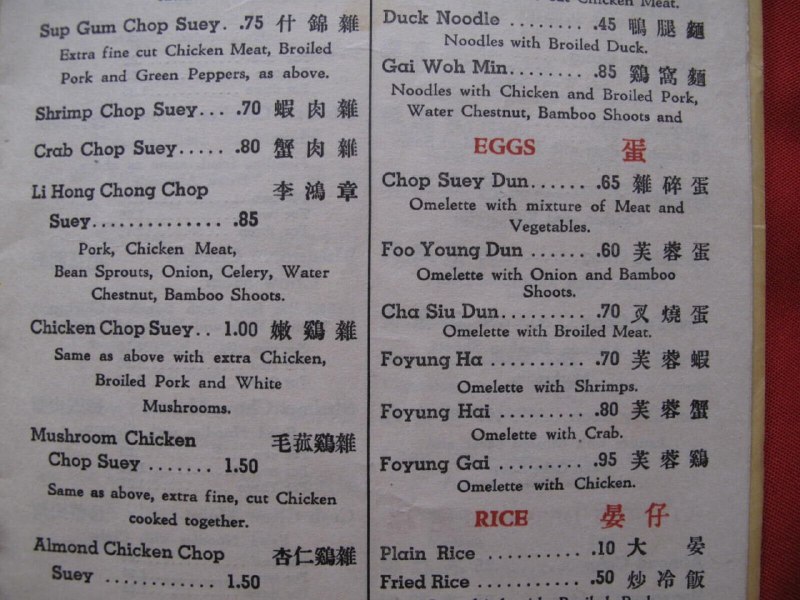 Sup Gum Chop Suey. .75 什錦雜
Extra fine cut Chicken Meat, Broiled
Pork and Green Peppers, as above.
Shrimp Chop Suey... .70 蝦肉雜
Crab Chop Suey..... .80 蟹肉雜
Li Hong Chong Chop 李鴻章
Suey.............. .85
Pork, Chicken Meat,
Bean Sprouts, Onion, Celery, Water
Chestnut, Bamboo Shoots.
Chicken Chop Suey.. 1.00 嫩鷄雜
Same as above with extra Chicken,
Broiled Pork and White
Mushrooms.
Mushroom Chicken 毛菰鷄雜
Chop Suey ....... 1.50
Same as above, extra fine, cut Chicken
cooked together.
Almond Chicken Chop 杏仁鷄雜
Suey ............ 1.50
Chicken Meat.
Duck Noodle ........ .45 鴨腿麵
Noodles with Broiled Duck.
Gai Woh Min........ .85 鷄窩麵
Noodles with Chicken and Broiled Pork,
Water Chestnut, Bamboo Shoots and
EGGS 蛋
Chop Suey Dun...... .65 雜碎蛋
Omelette with mixture of Meat and
Vegetables.
Foo Young Dun ...... .60 芙蓉蛋
Omelette with Onion and Bamboo
Shoots.
Cha Siu Dun.......... .70 叉燒蛋
Omelette with Broiled Meat.
Foyung Ha .......... .70 芙蓉蝦
Omelette with Shrimps.
Foyung Hai .......... .80 芙蓉蟹
Omelette with Crab.
Foyung Gai .......... .95 芙蓉鷄
Omelette with Chicken.
RICE 晏仔
Plain Rice .......... .10 大晏
Fried Rice ........... .50 炒冷飯